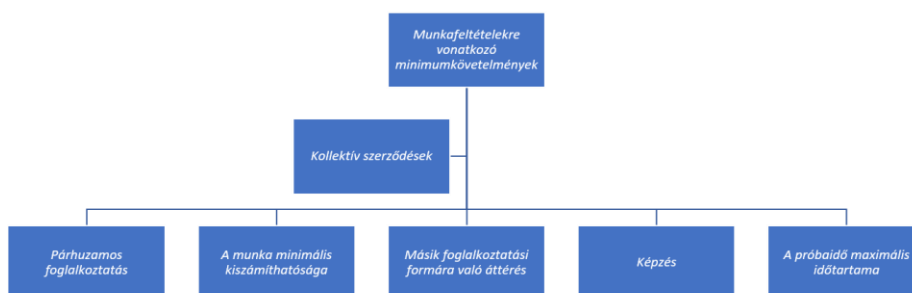 Munkafeltételekre
vonatkozó
minimumkövetelmények
Kollektív szerződések
Párhuzamos
foglalkoztatás
A munka minimális
kiszámíthatósága
Másik foglalkoztatási
formára való áttérés
Képzés
A próbaidő maximális
időtartama